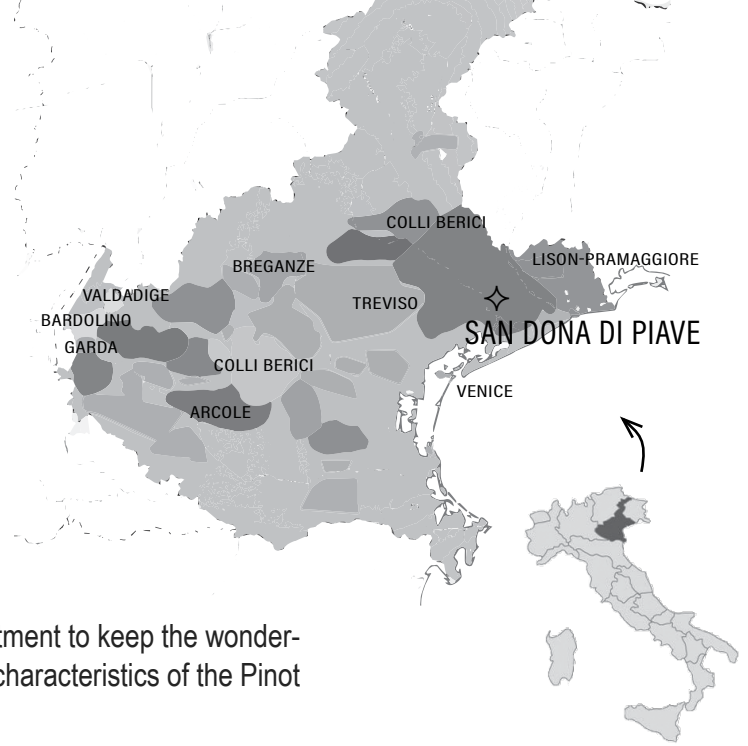 COLLI BERICI
LISON-PRAMAGGIORE
BREGANZE
VALDADIGE
TREVISO
BARDOLINO
SAN DONA DI PIAVE
GARDA
COLLI BERICI
VENICE
ARCOLE
tment to keep the wonder-
characteristics of the Pinot